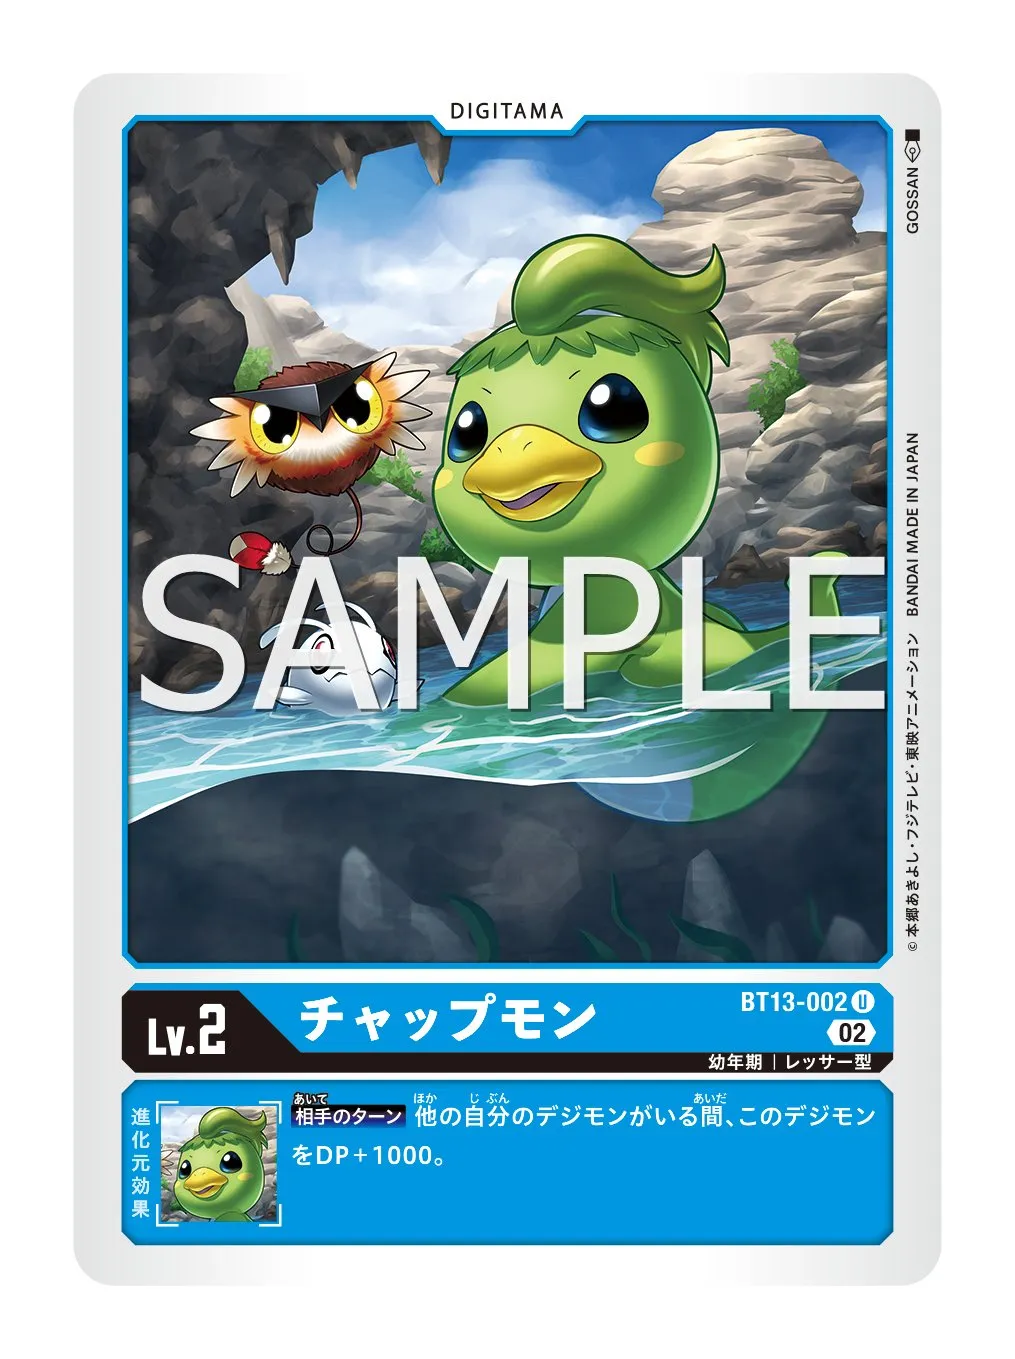 DIGITAMA
GOSSAN
SAMPLE
© 本郷あきよし・フジテレビ・東映アニメーション BANDAI MADE IN JAPAN
Lv.2
チャップモン
BT13-002 U
02
幼年期 | レッサー型
進化元効果
あいて ほか じ ぶん あいだ
相手のターン 他の自分のデジモンがいる間、このデジモン
をDP+1000。